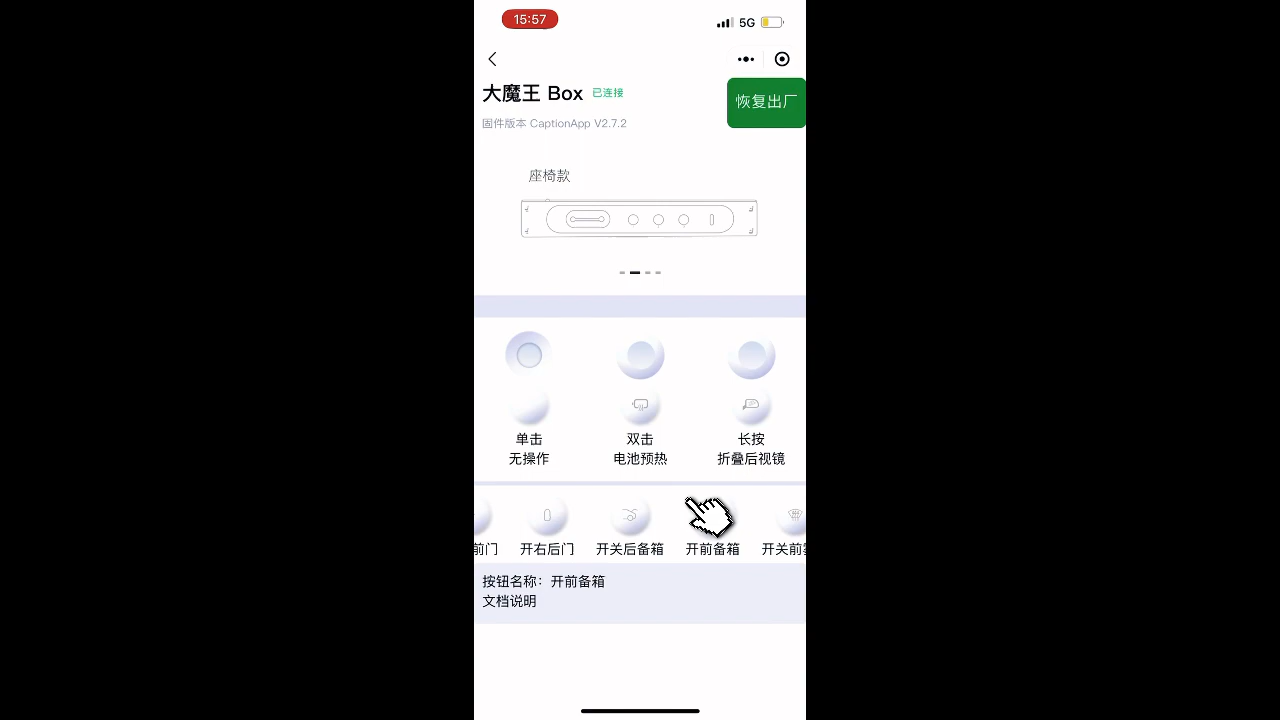 15:57
5G
大魔王 Box 已连接
恢复出厂
固件版本 CaptionApp V2.7.2
座椅款
单击 双击 长按
无操作 电池预热 折叠后视镜
前门 开右后门 开关后备箱 开前备箱 开关前
按钮名称：开前备箱
文档说明